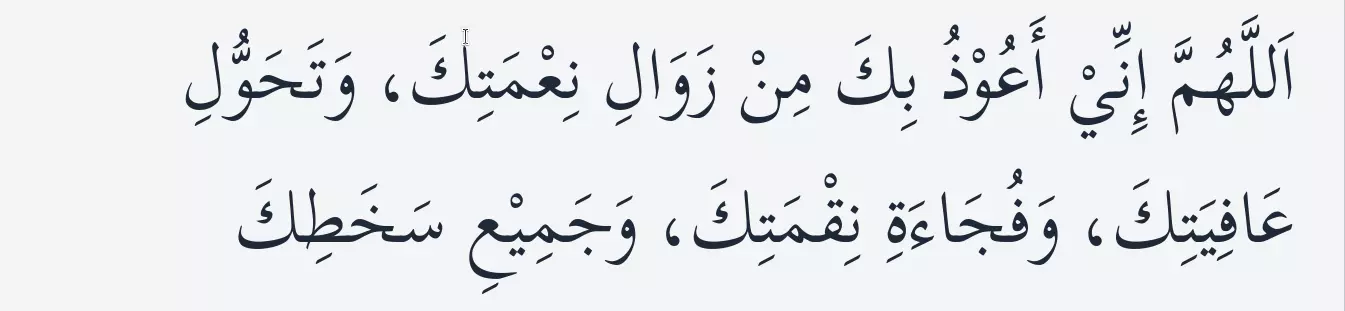 اَللَّهُمَّ إِنِّيْ أَعُوْذُ بِكَ مِنْ زَوَالِ نِعْمَتِكَ، وَتَحَوُّلِ
عَافِيَتِكَ، وَفُجَاءَةِ نِقْمَتِكَ، وَجَمِيْعِ سَخَطِكَ